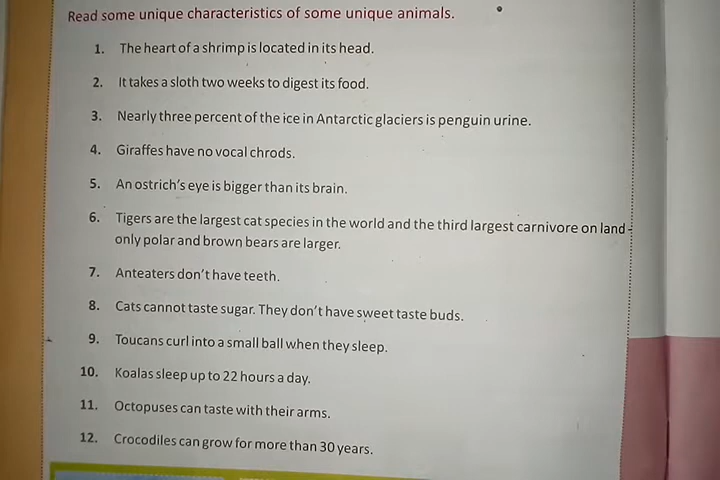 Read some unique characteristics of some unique animals.
1. The heart of a shrimp is located in its head.
2. It takes a sloth two weeks to digest its food.
3. Nearly three percent of the ice in Antarctic glaciers is penguin urine.
4. Giraffes have no vocal chrods.
5. An ostrich's eye is bigger than its brain.
6. Tigers are the largest cat species in the world and the third largest carnivore on land-
only polar and brown bears are larger.
7. Anteaters don't have teeth.
8. Cats cannot taste sugar. They don't have sweet taste buds.
9. Toucans curl into a small ball when they sleep.
10. Koalas sleep up to 22 hours a day.
11. Octopuses can taste with their arms.
12. Crocodiles can grow for more than 30 years.